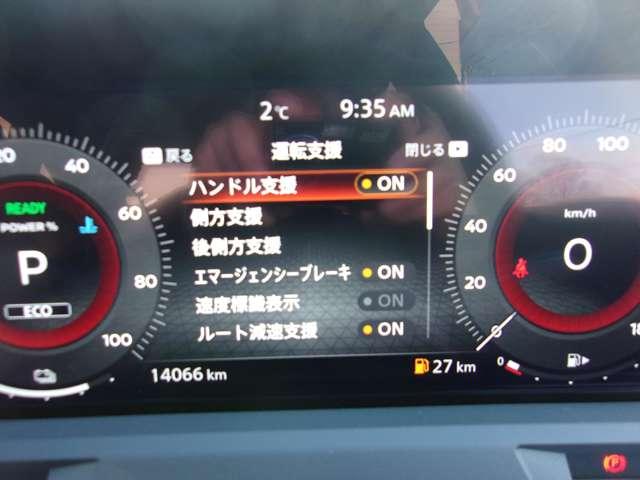 2℃ 9:35 AM
戻る 運転支援 閉じる
ハンドル支援 ON
側方支援
後側方支援
エマージェンシーブレーキ ON
速度標識表示 ON
ルート減速支援 ON
20 40 60 80 100
READY
POWER %
P
ECO
0 20 40 60 80 100
km/h
0
14066 km
27 km
0
P